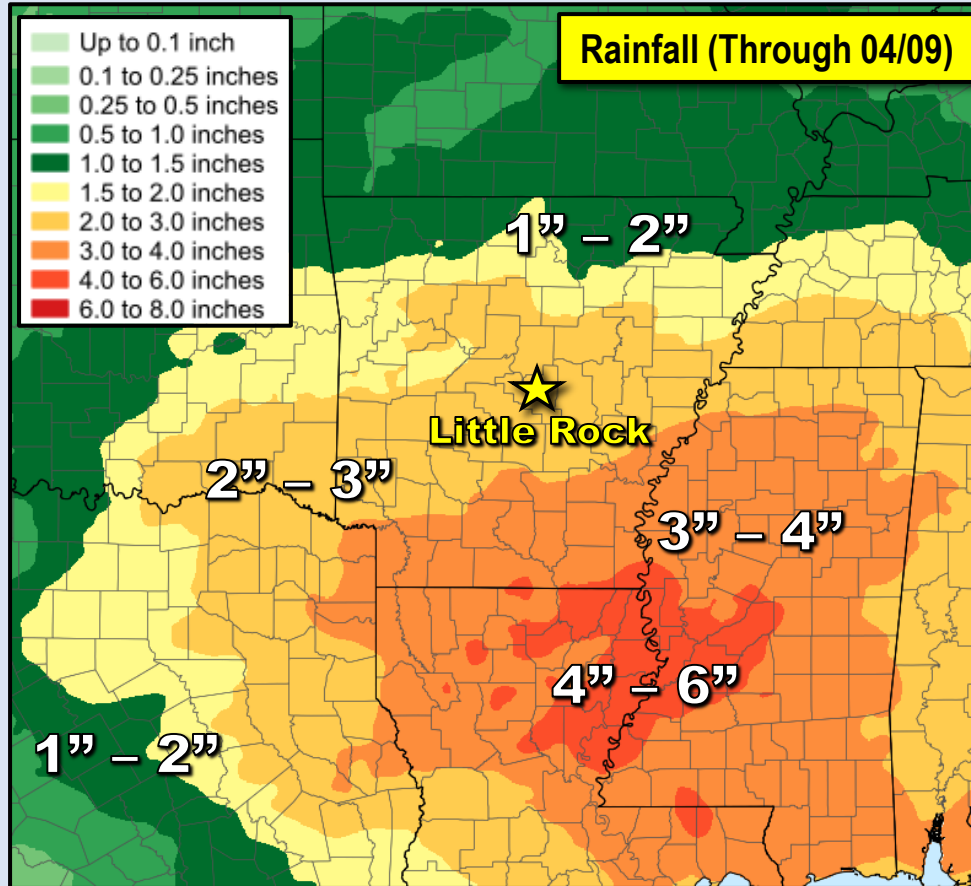 Up to 0.1 inch
0.1 to 0.25 inches
0.25 to 0.5 inches
0.5 to 1.0 inches
1.0 to 1.5 inches
1.5 to 2.0 inches
2.0 to 3.0 inches
3.0 to 4.0 inches
4.0 to 6.0 inches
6.0 to 8.0 inches
Rainfall (Through 04/09)
1” – 2”
Little Rock
2” – 3”
3” – 4”
4” – 6”
1” – 2”